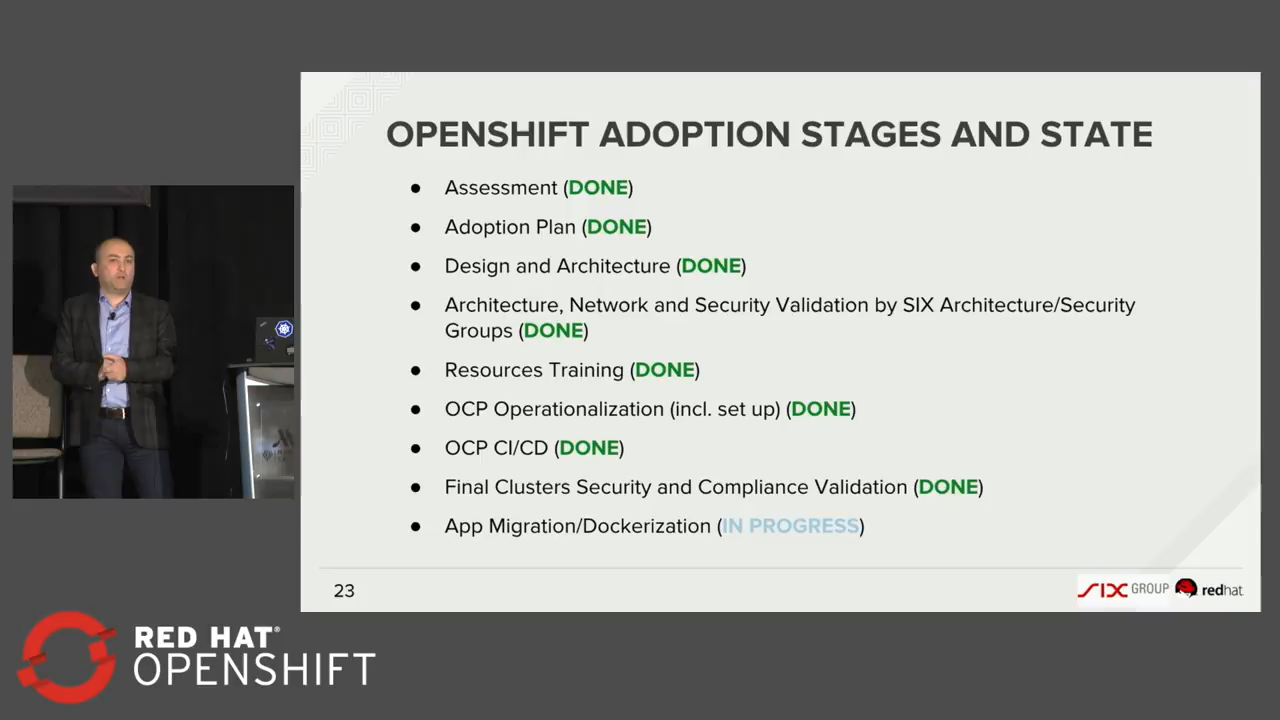 OPENSHIFT ADOPTION STAGES AND STATE
● Assessment (DONE)
● Adoption Plan (DONE)
● Design and Architecture (DONE)
● Architecture, Network and Security Validation by SIX Architecture/Security
Groups (DONE)
● Resources Training (DONE)
● OCP Operationalization (incl. set up) (DONE)
● OCP CI/CD (DONE)
● Final Clusters Security and Compliance Validation (DONE)
● App Migration/Dockerization (IN PROGRESS)
23
SIX GROUP redhat
RED HAT®
OPENSHIFT